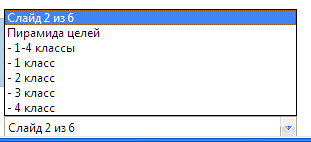 Слайд 2 из 6
Пирамида целей
- 1-4 классы
- 1 класс
- 2 класс
- 3 класс
- 4 класс
Слайд 2 из 6